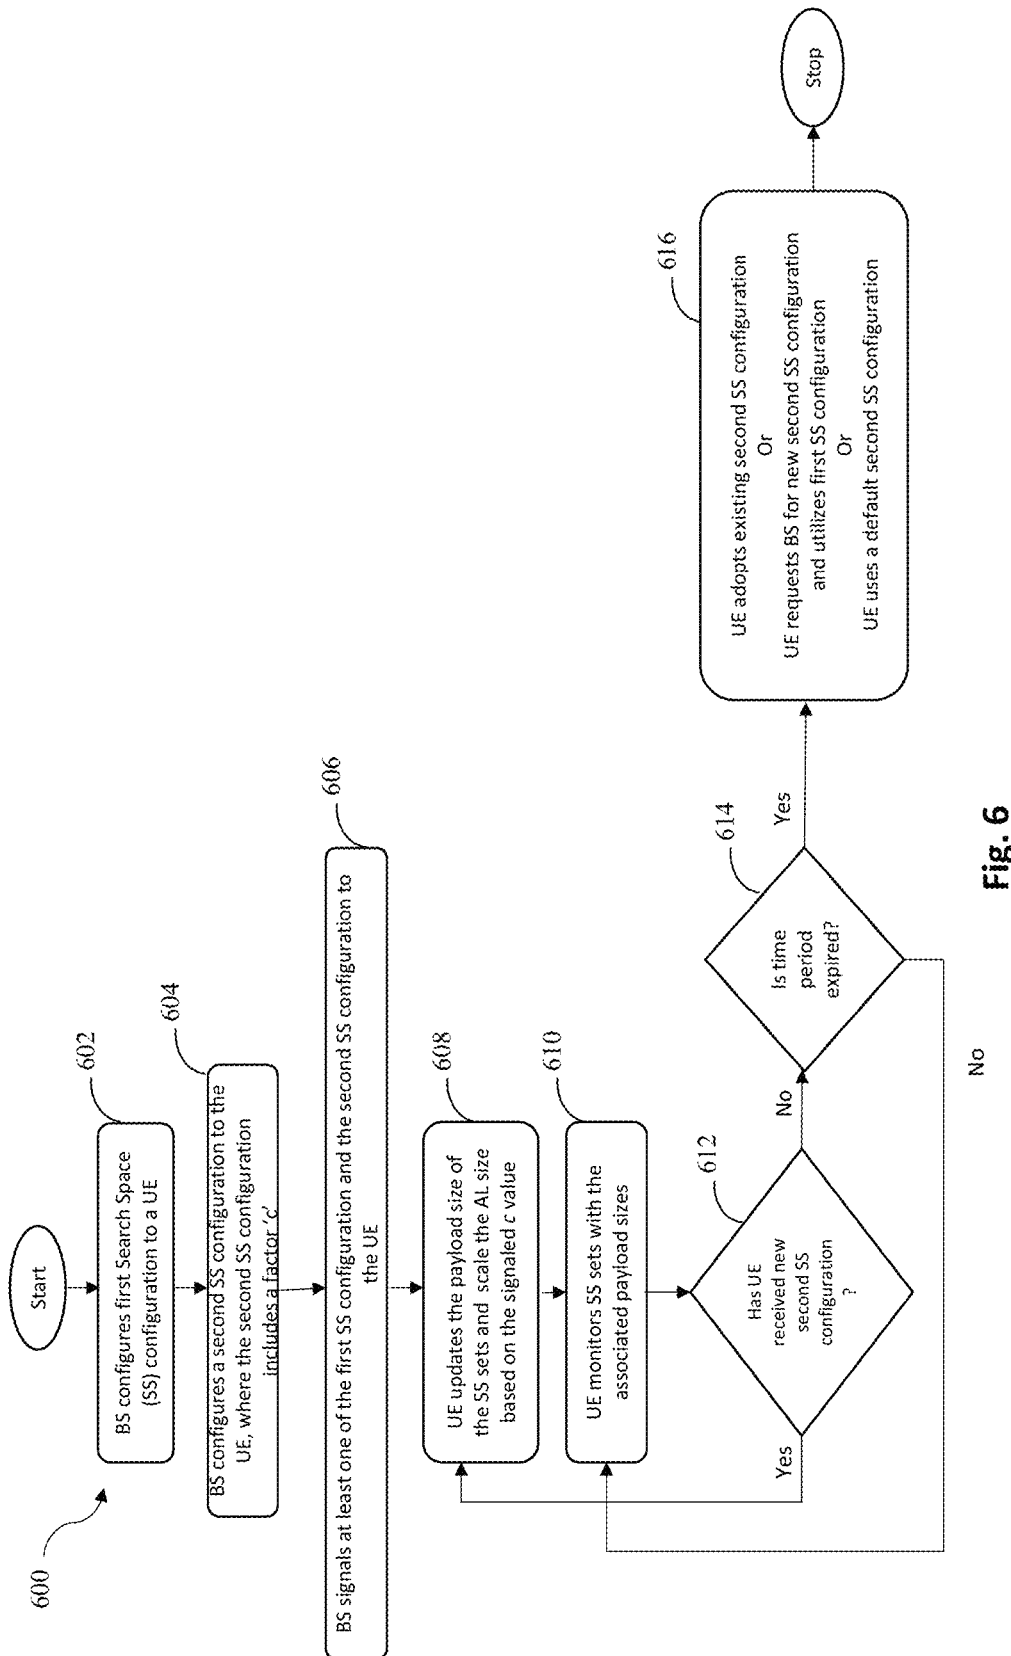 600
Start
602
BS configures first Search Space
(SS) configuration to a UE
604
BS configures a second SS configuration to the
UE, where the second SS configuration
includes a factor 'c'
606
BS signals at least one of the first SS configuration and the second SS configuration to
the UE
608
UE updates the payload size of
the SS sets and scale the AL size
based on the signaled c value
610
UE monitors SS sets with the
associated payload sizes
612
Has UE
received new
second SS
configuration
?
Yes
No
614
Is time
period
expired?
Yes
No
616
UE adopts existing second SS configuration
Or
UE requests BS for new second SS configuration
and utilizes first SS configuration
Or
UE uses a default second SS configuration
Stop
Fig. 6